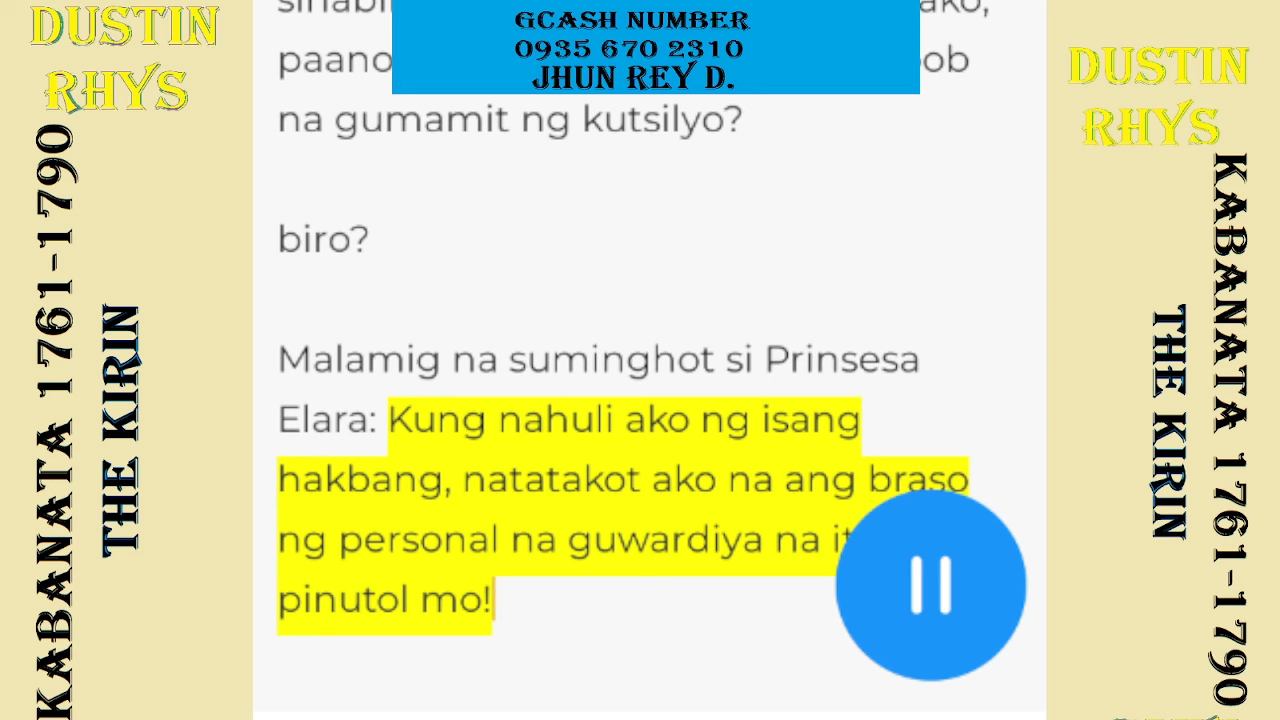 DUSTIN
RHYS
KABANATA 1761-1790
THE KIRIN
GCASH NUMBER
0935 670 2310
JHUN REY D.
ako,
paano
na gumamit ng kutsilyo?
biro?
Malamig na suminghot si Prinsesa
Elara: Kung nahuli ako ng isang
hakbang, natatakot ako na ang braso
ng personal na guwardiya na
pinutol mo!
DUSTIN
RHYS
KABANATA 1761-1790
THE KIRIN